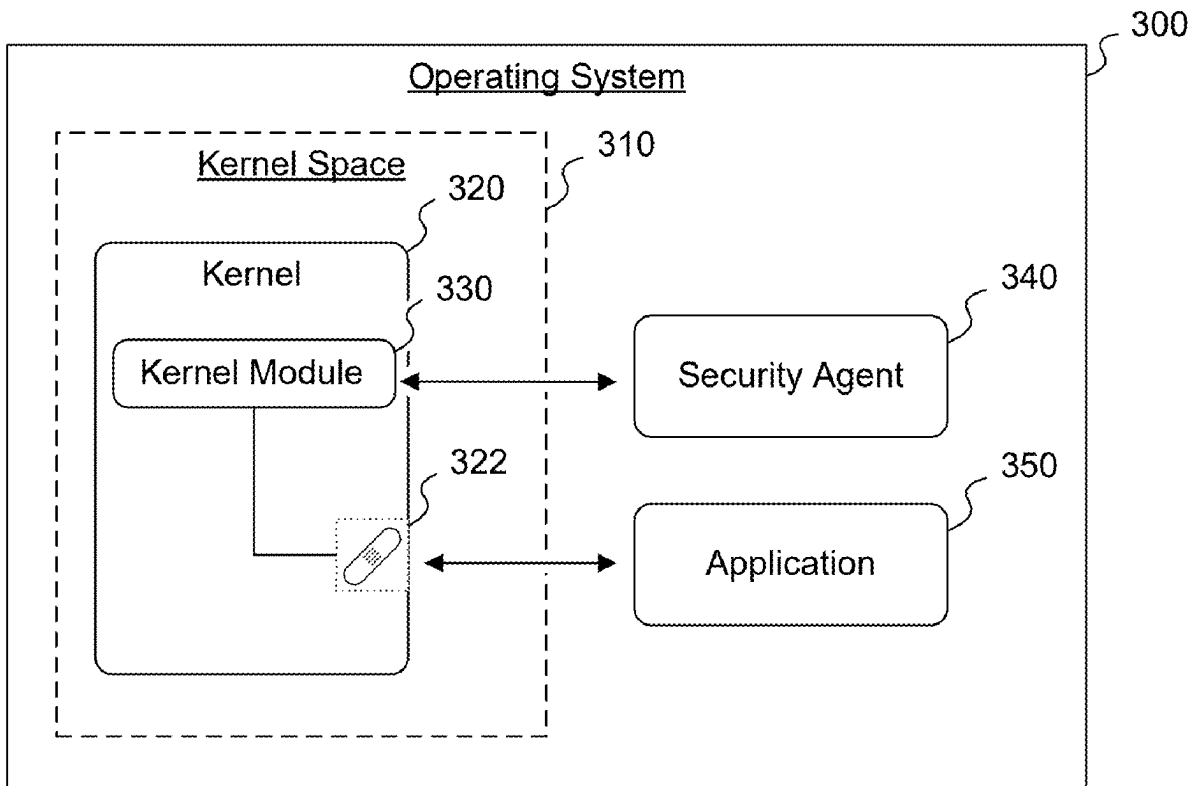 300
Operating System
310
Kernel Space
320
Kernel
330
340
Kernel Module
Security Agent
322
350
Application